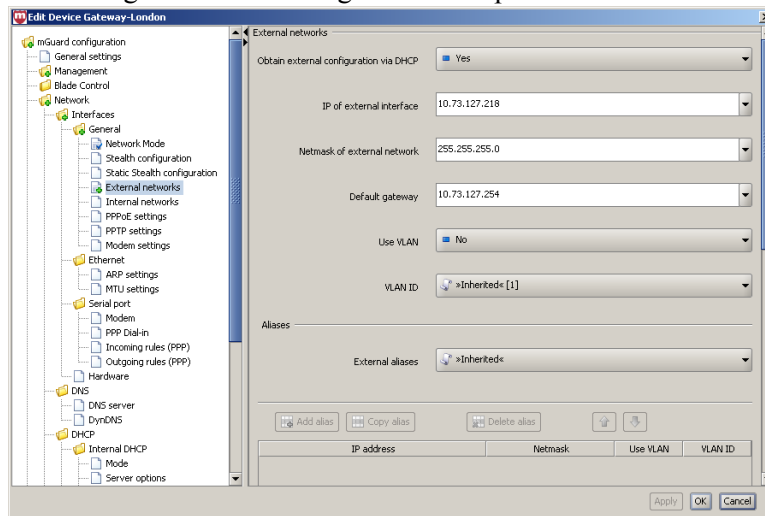 Edit Device Gateway-London
mGuard configuration
General settings
Management
Blade Control
Network
Interfaces
General
Network Mode
Stealth configuration
Static Stealth configuration
External networks
Internal networks
PPPoE settings
PPTP settings
Modem settings
Ethernet
ARP settings
MTU settings
Serial port
Modem
PPP Dial-in
Incoming rules (PPP)
Outgoing rules (PPP)
Hardware
DNS
DNS server
DynDNS
DHCP
Internal DHCP
Mode
Server options
External networks
Obtain external configuration via DHCP Yes
IP of external interface 10.73.127.218
Netmask of external network 255.255.255.0
Default gateway 10.73.127.254
Use VLAN No
VLAN ID »Inherited« [1]
Aliases
External aliases »Inherited«
Add alias Copy alias Delete alias
IP address Netmask Use VLAN VLAN ID
Apply OK Cancel